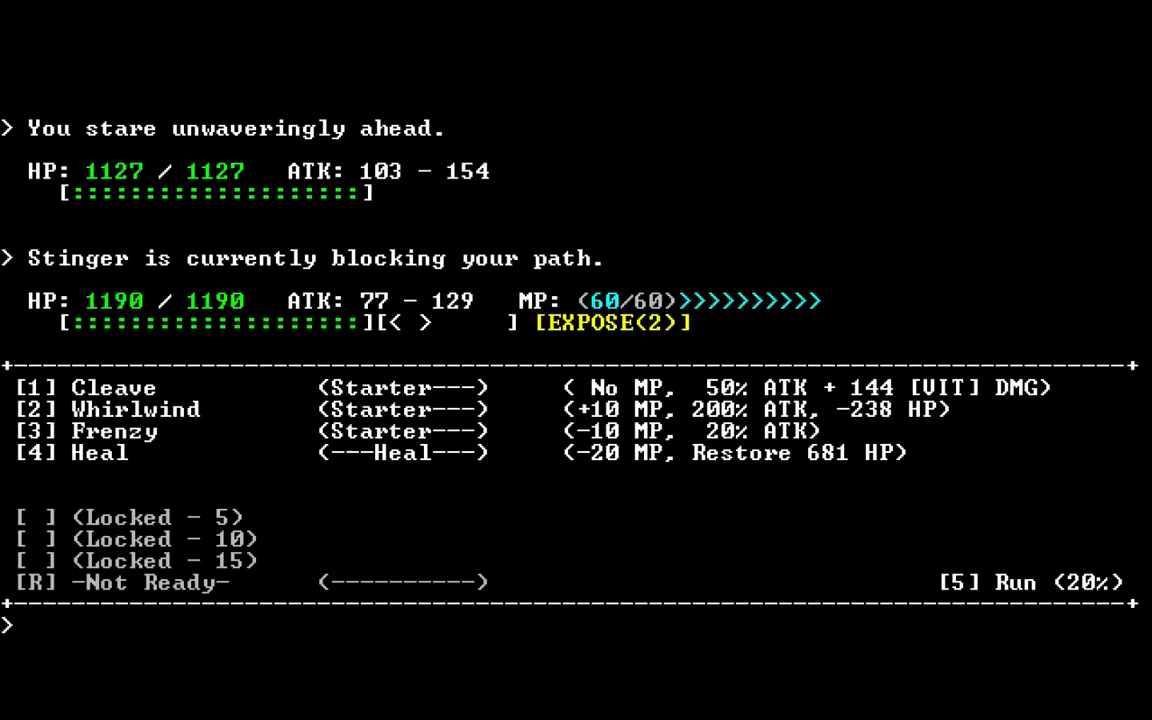 > You stare unwaveringly ahead.
HP: 1127 / 1127 ATK: 103 - 154
[::::::::::::::::::::]
> Stinger is currently blocking your path.
HP: 1190 / 1190 ATK: 77 - 129 MP: (60/60)>>>>>>>>>>
[::::::::::::::::::::][< > ] [EXPOSE(2)]
+------------------------------------------------------------------------------+
[1] Cleave (Starter---) ( No MP, 50% ATK + 144 [VIT] DMG)
[2] Whirlwind (Starter---) (+10 MP, 200% ATK, -238 HP)
[3] Frenzy (Starter---) (-10 MP, 20% ATK)
[4] Heal (---Heal---) (-20 MP, Restore 681 HP)
[ ] (Locked - 5)
[ ] (Locked - 10)
[ ] (Locked - 15)
[R] -Not Ready- (----------) [5] Run (20%)
+------------------------------------------------------------------------------+
>